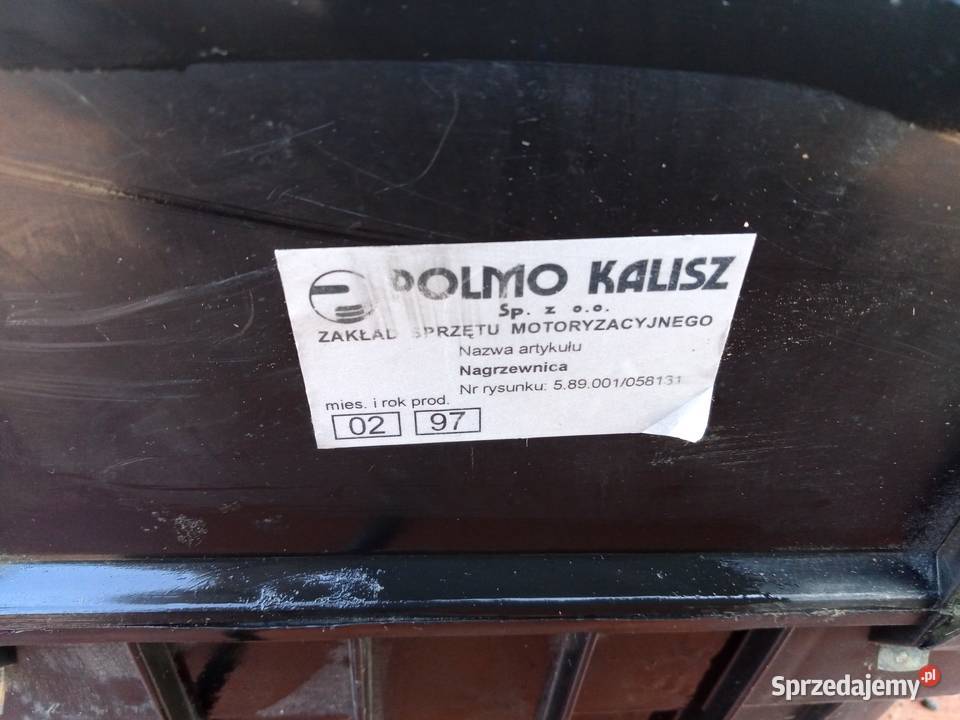 POLMO KALISZ
Sp. z o.o.
ZAKŁAD SPRZĘTU MOTORYZACYJNEGO
Nazwa artykułu
Nagrzewnica
Nr rysunku: 5.89.001/058131
mies. i rok prod.
02 97
Sprzedajemy.pl